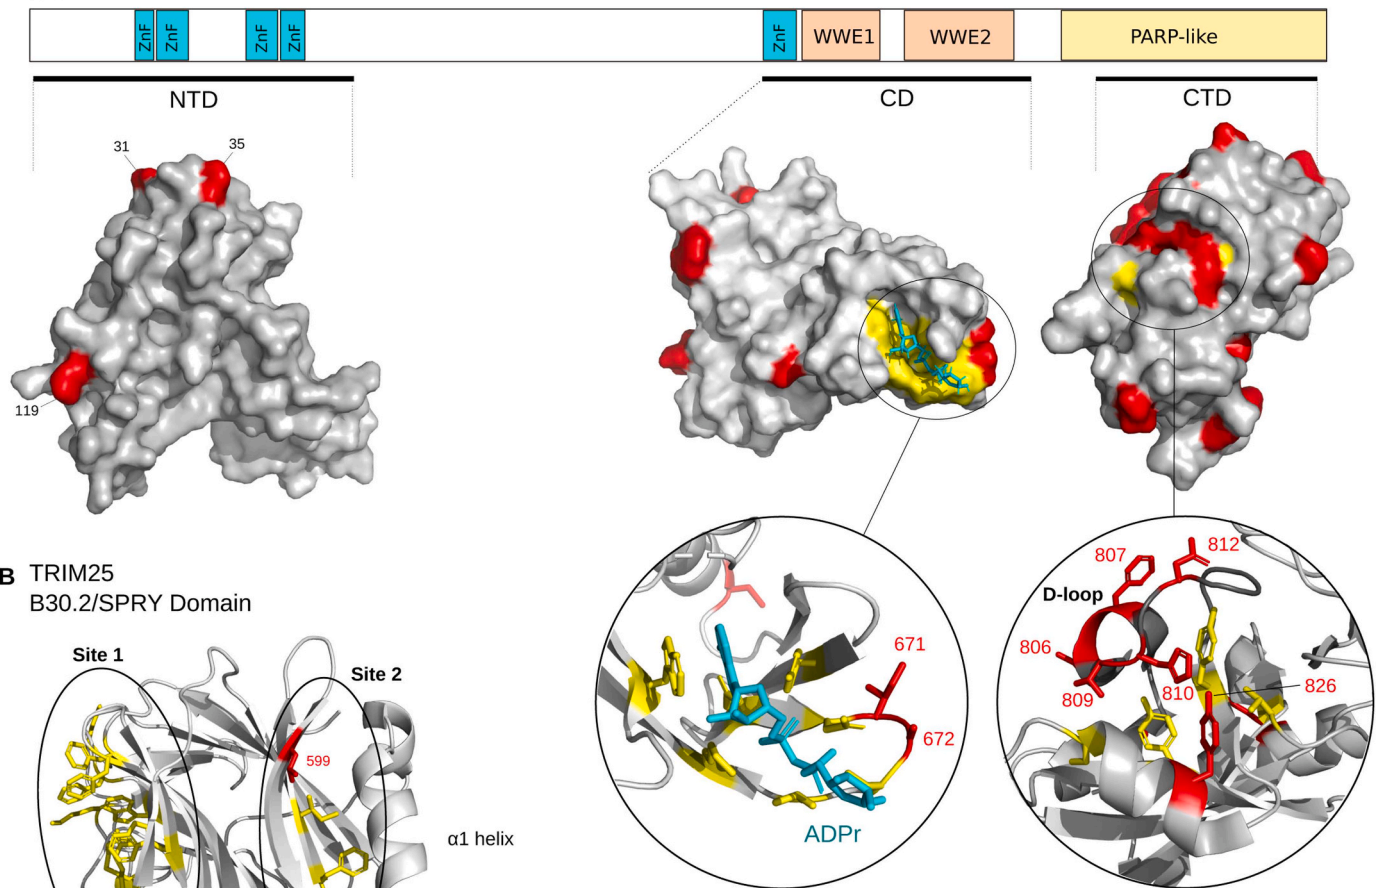 ZnF ZnF ZnF ZnF ZnF WWE1 WWE2 PARP-like
NTD CD CTD
31 35
119
B TRIM25
B30.2/SPRY Domain
Site 1 Site 2
599
α1 helix
671
672
ADPr
807 812
D-loop
806
809 810 826